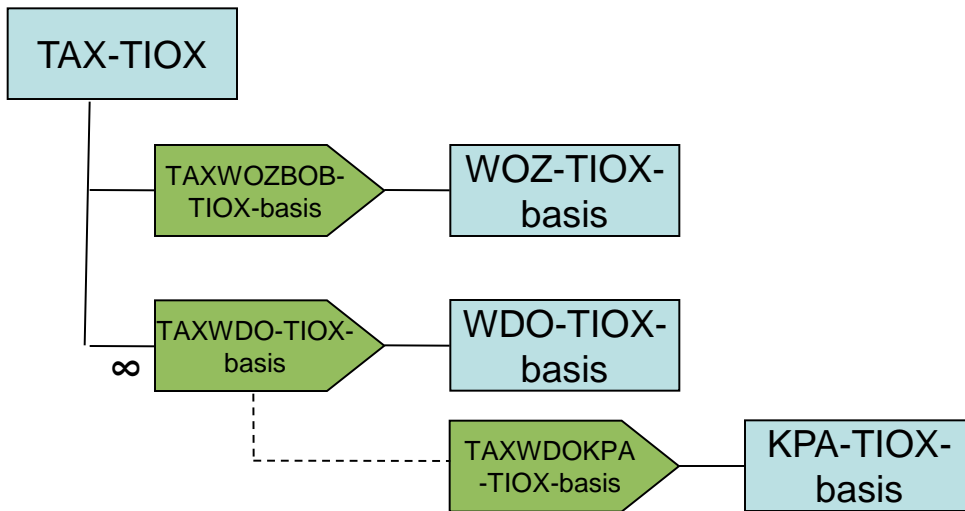 TAX-TIOX
TAXWOZBOB-
TIOX-basis
WOZ-TIOX-
basis
TAXWDO-TIOX-
basis
WDO-TIOX-
basis
∞
TAXWDOKPA
-TIOX-basis
KPA-TIOX-
basis